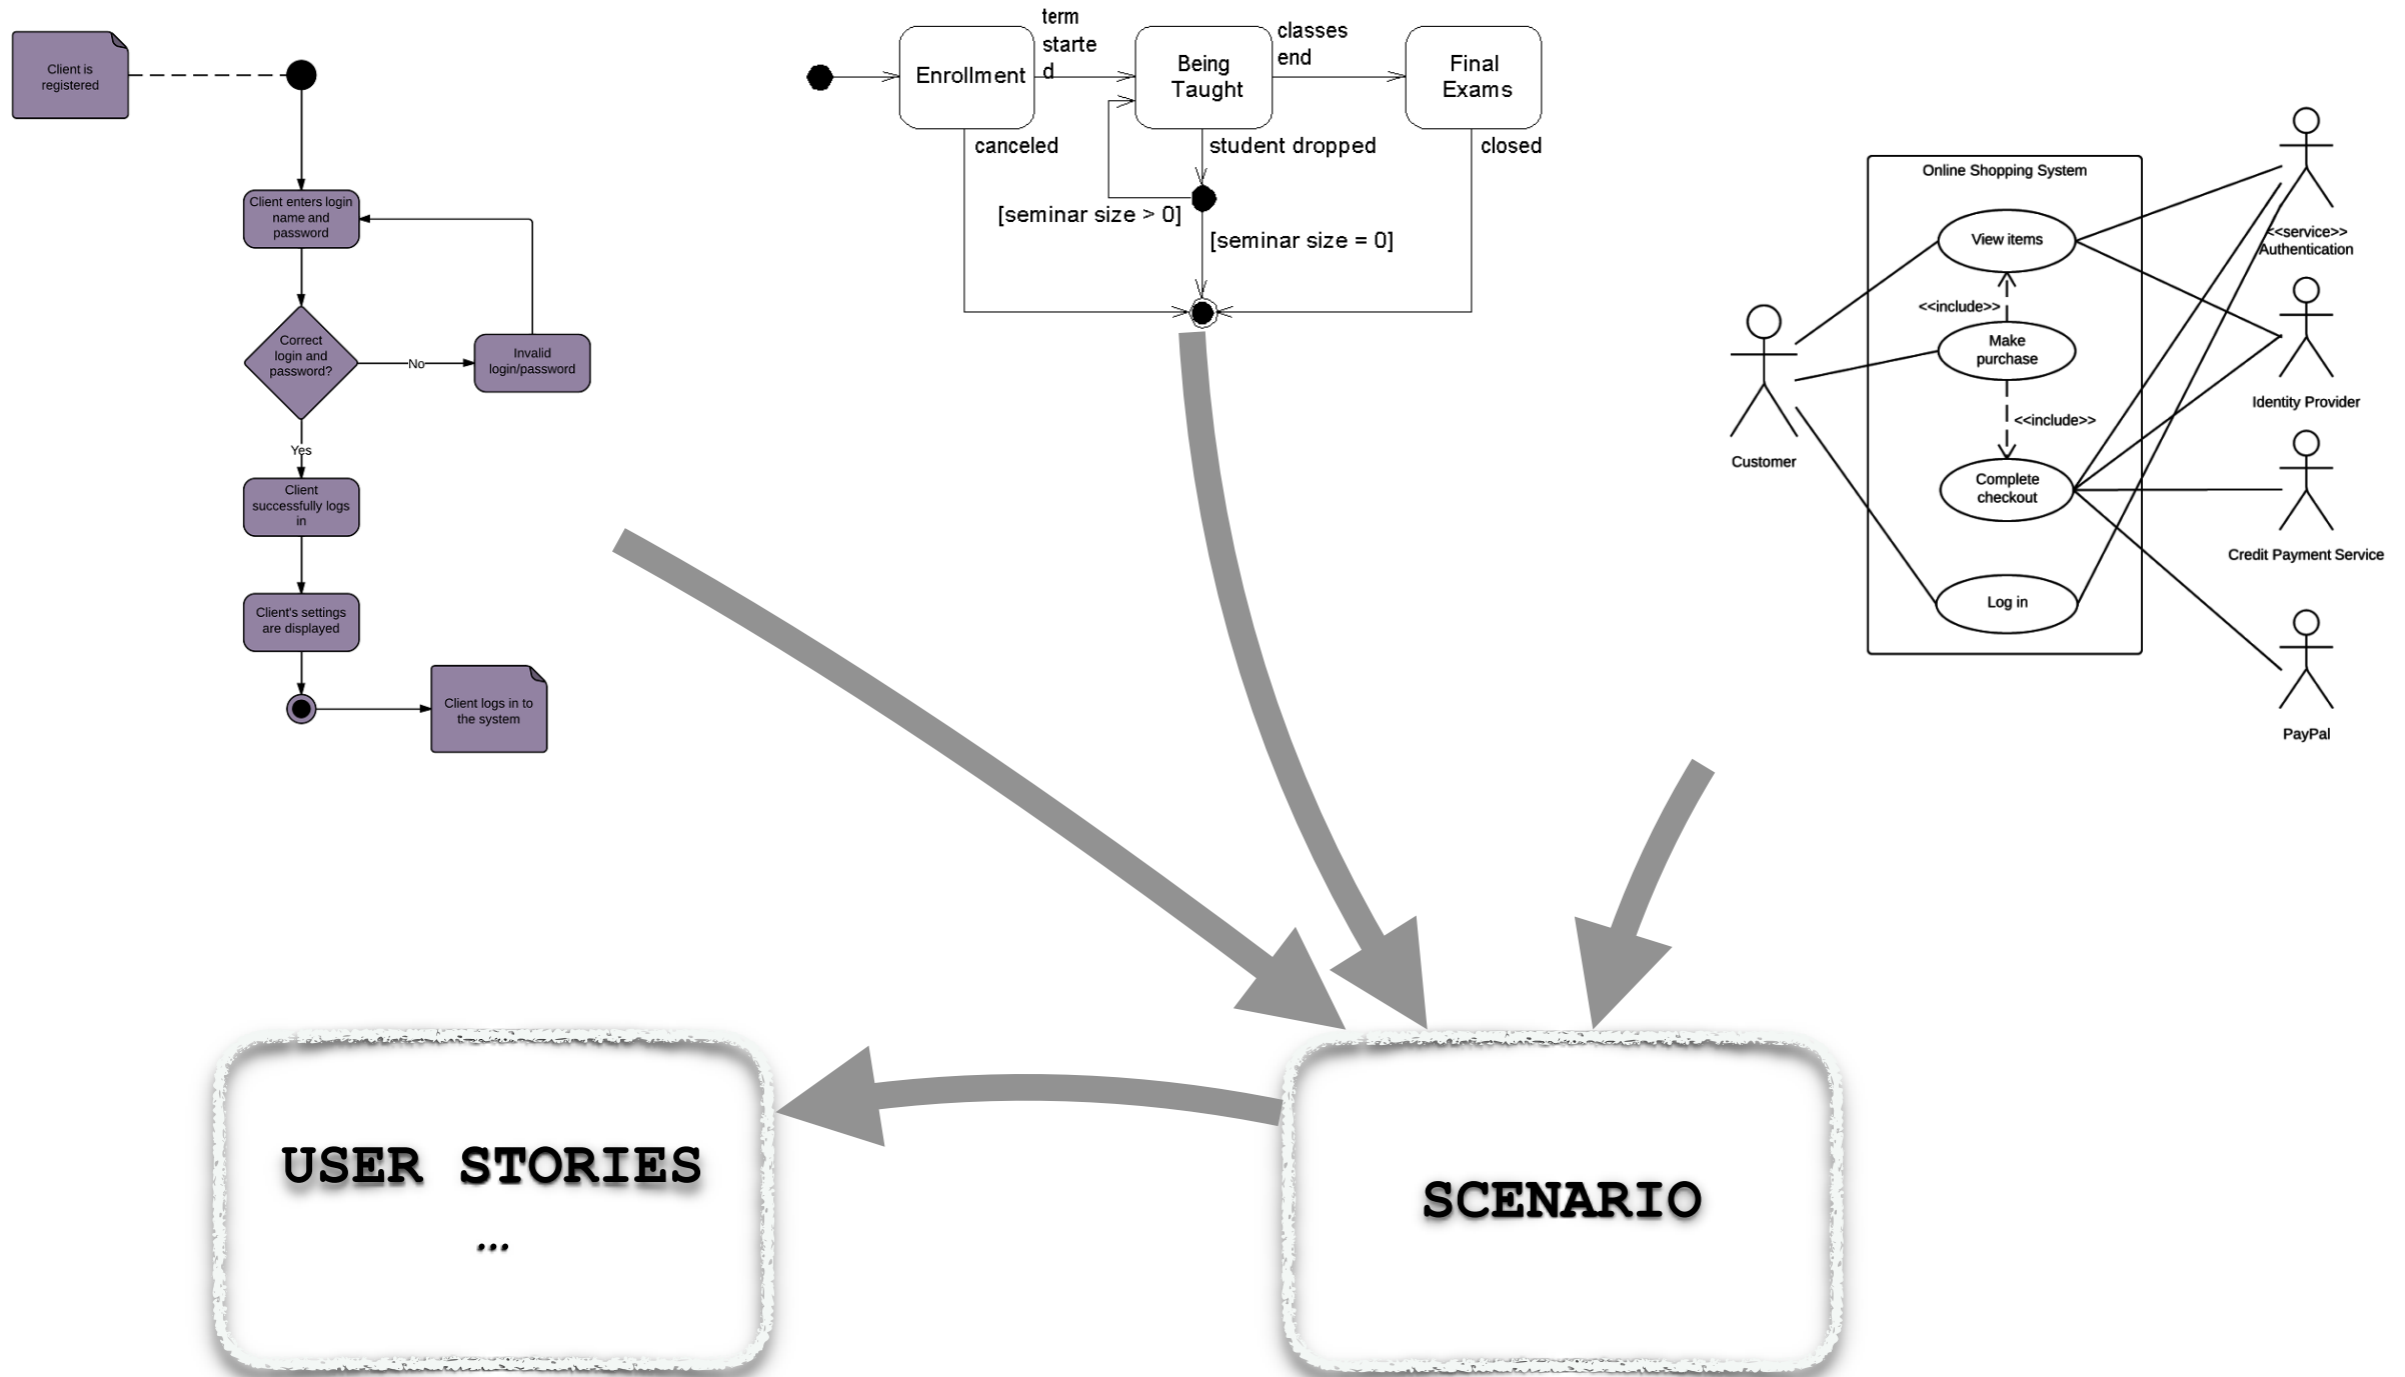 Client is
registered
Client enters login
name and
password
Correct
login and
password?
No
Invalid
login/password
Yes
Client
successfully logs
in
Client's settings
are displayed
Client logs in to
the system
Enrollment
term
starte
d
Being
Taught
classes
end
Final
Exams
canceled
student dropped
closed
[seminar size > 0]
[seminar size = 0]
Online Shopping System
View items
<<include>>
Make
purchase
<<include>>
Complete
checkout
Log in
Customer
<<service>>
Authentication
Identity Provider
Credit Payment Service
PayPal
USER STORIES
...
SCENARIO